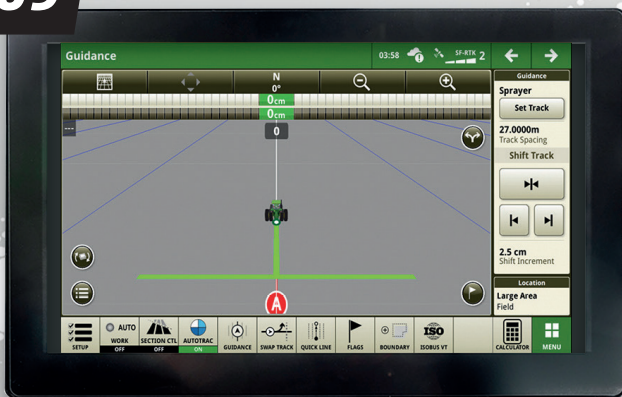 09
Guidance
03:58
SF-RTK 2
N
0°
0cm
0cm
0
---
A
Guidance
Sprayer
Set Track
27.0000m
Track Spacing
Shift Track
2.5 cm
Shift Increment
Location
Large Area
Field
SETUP
AUTO
WORK
OFF
SECTION CTL
OFF
AUTOTRAC
ON
GUIDANCE
SWAP TRACK
QUICK LINE
FLAGS
BOUNDARY
ISO
ISOBUS VT
CALCULATOR
MENU